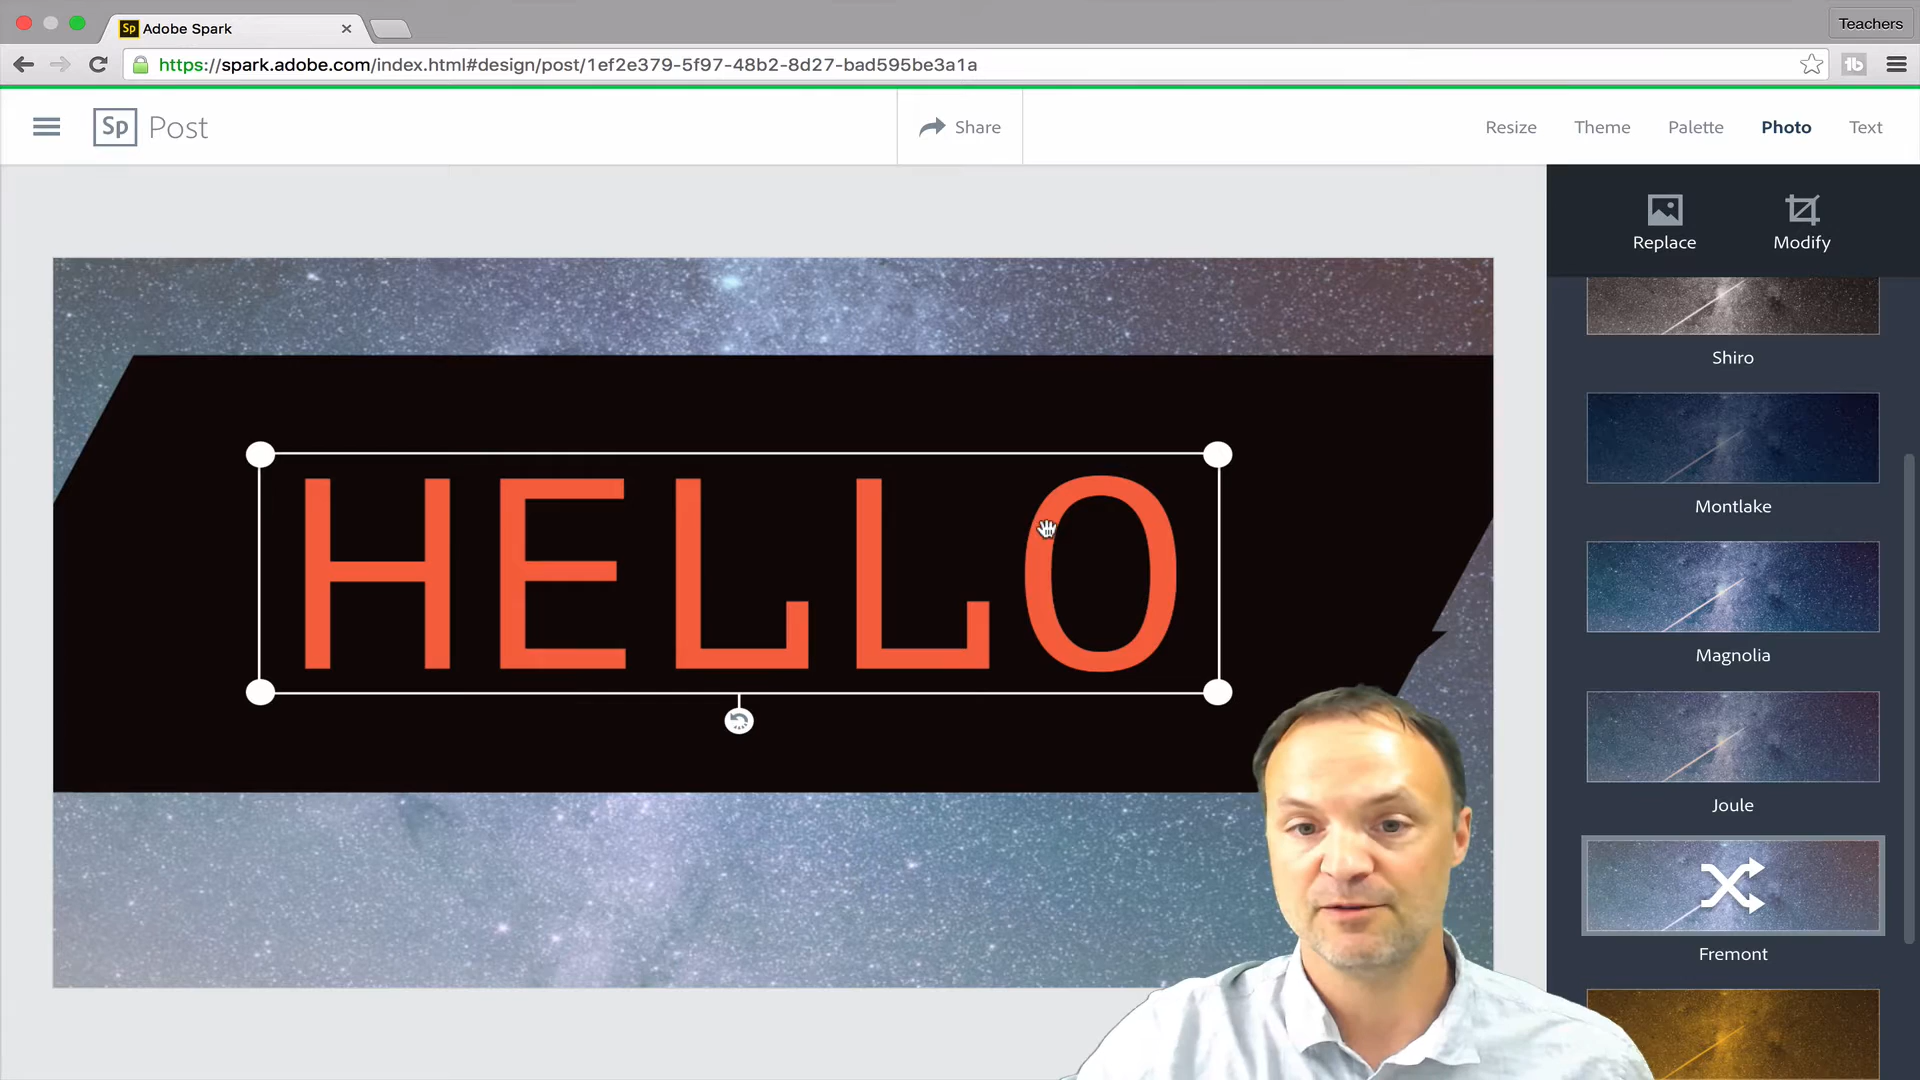 Sp Adobe Spark
Teachers
https://spark.adobe.com/index.html#design/post/1ef2e379-5f97-48b2-8d27-bad595be3a1a
Sp Post
Share
Resize Theme Palette Photo Text
Replace Modify
Shiro
HELLO
Montlake
Magnolia
Joule
Fremont